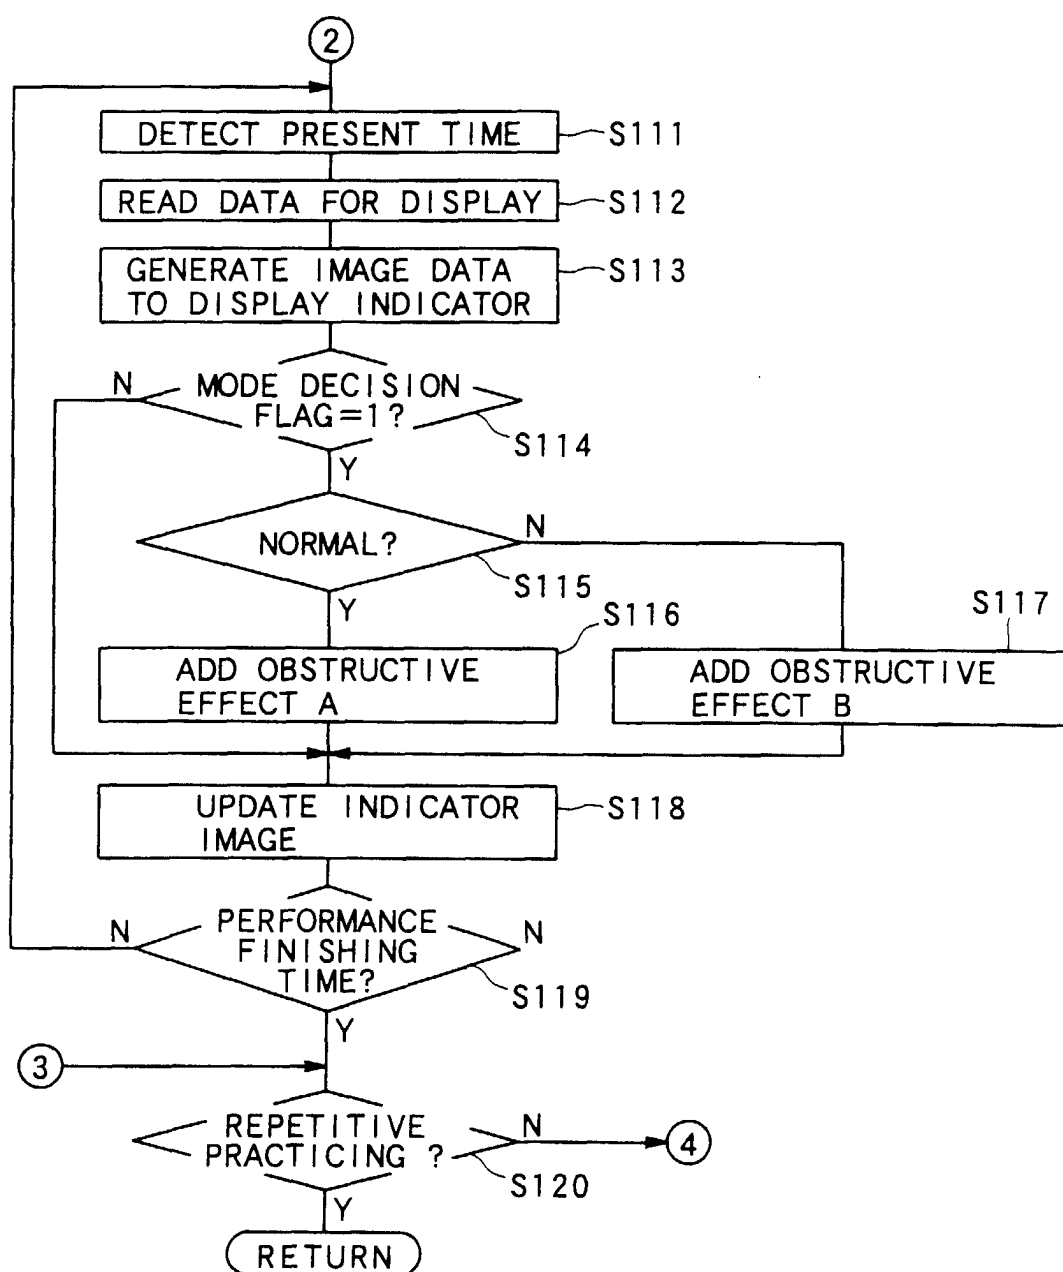 2
DETECT PRESENT TIME
S111
READ DATA FOR DISPLAY
S112
GENERATE IMAGE DATA
TO DISPLAY INDICATOR
S113
N
MODE DECISION
FLAG=1?
S114
Y
NORMAL?
N
S115
Y
S116
S117
ADD OBSTRUCTIVE
EFFECT A
ADD OBSTRUCTIVE
EFFECT B
UPDATE INDICATOR
IMAGE
S118
N
PERFORMANCE
FINISHING
TIME?
N
S119
Y
3
REPETITIVE
PRACTICING ?
N
4
S120
Y
RETURN